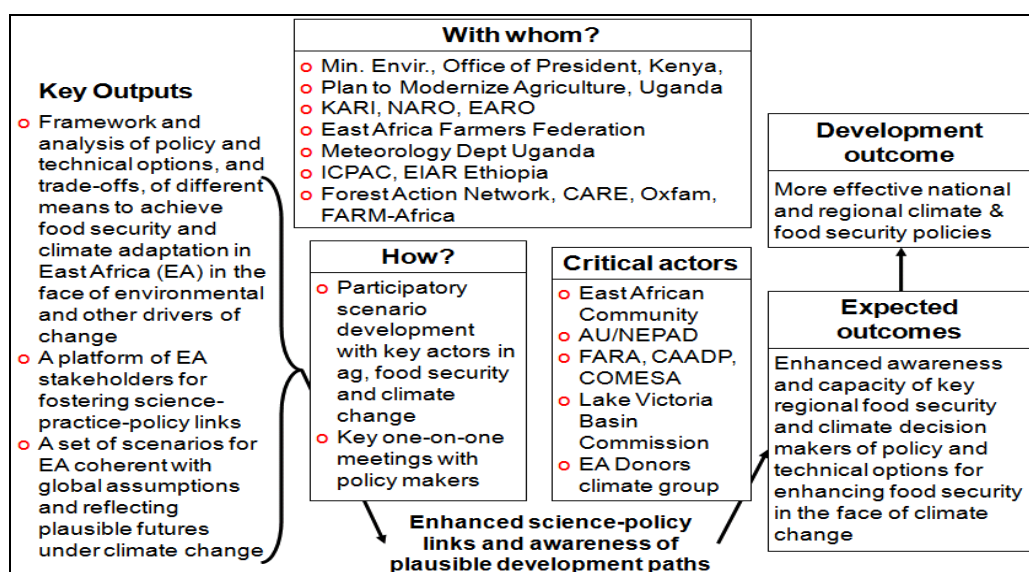 Key Outputs
o Framework and
analysis of policy and
technical options, and
trade-offs, of different
means to achieve
food security and
climate adaptation in
East Africa (EA) in the
face of environmental
and other drivers of
change
o A platform of EA
stakeholders for
fostering science-
practice-policy links
o A set of scenarios for
EA coherent with
global assumptions
and reflecting
plausible futures
under climate change
With whom?
o Min. Envir., Office of President, Kenya,
o Plan to Modernize Agriculture, Uganda
o KARI, NARO, EARO
o East Africa Farmers Federation
o Meteorology Dept Uganda
o ICPAC, EIAR Ethiopia
o Forest Action Network, CARE, Oxfam,
FARM-Africa
How?
o Participatory
scenario
development
with key actors in
ag, food security
and climate
change
o Key one-on-one
meetings with
policy makers
Critical actors
o East African
Community
o AU/NEPAD
o FARA, CAADP,
COMESA
o Lake Victoria
Basin
Commission
o EA Donors
climate group
Enhanced science-policy
links and awareness of
plausible development paths
Development
outcome
More effective national
and regional climate &
food security policies
Expected
outcomes
Enhanced awareness
and capacity of key
regional food security
and climate decision
makers of policy and
technical options for
enhancing food security
in the face of climate
change